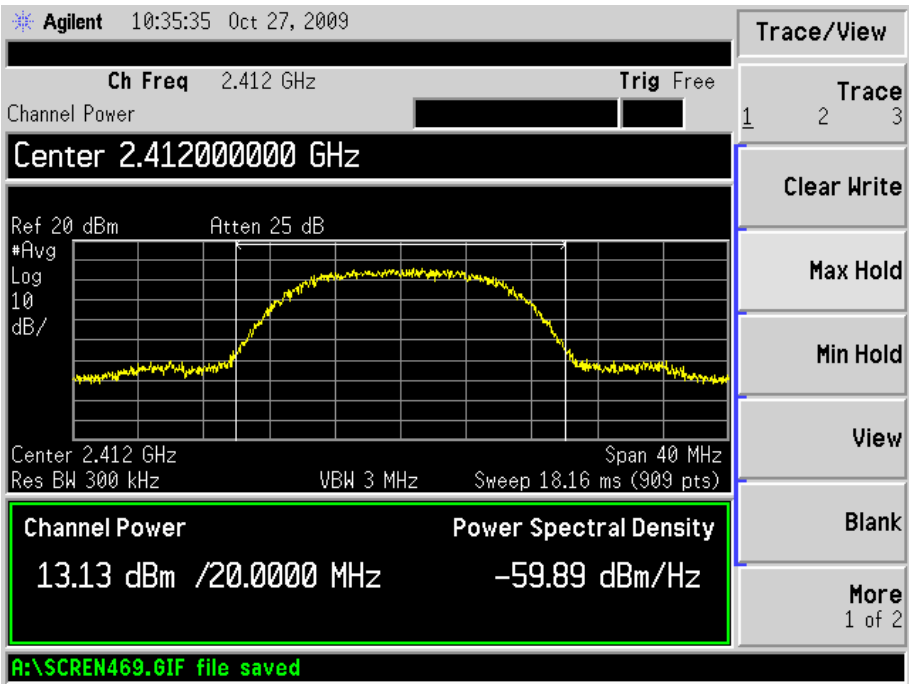 Agilent 10:35:35 Oct 27, 2009
Ch Freq 2.412 GHz Trig Free
Channel Power
Center 2.412000000 GHz
Ref 20 dBm Atten 25 dB
#Avg
Log
10
dB/
Center 2.412 GHz Span 40 MHz
Res BW 300 kHz VBW 3 MHz Sweep 18.16 ms (909 pts)
Channel Power Power Spectral Density
13.13 dBm /20.0000 MHz -59.89 dBm/Hz
A:\SCREN469.GIF file saved
Trace/View
Trace
1 2 3
Clear Write
Max Hold
Min Hold
View
Blank
More
1 of 2